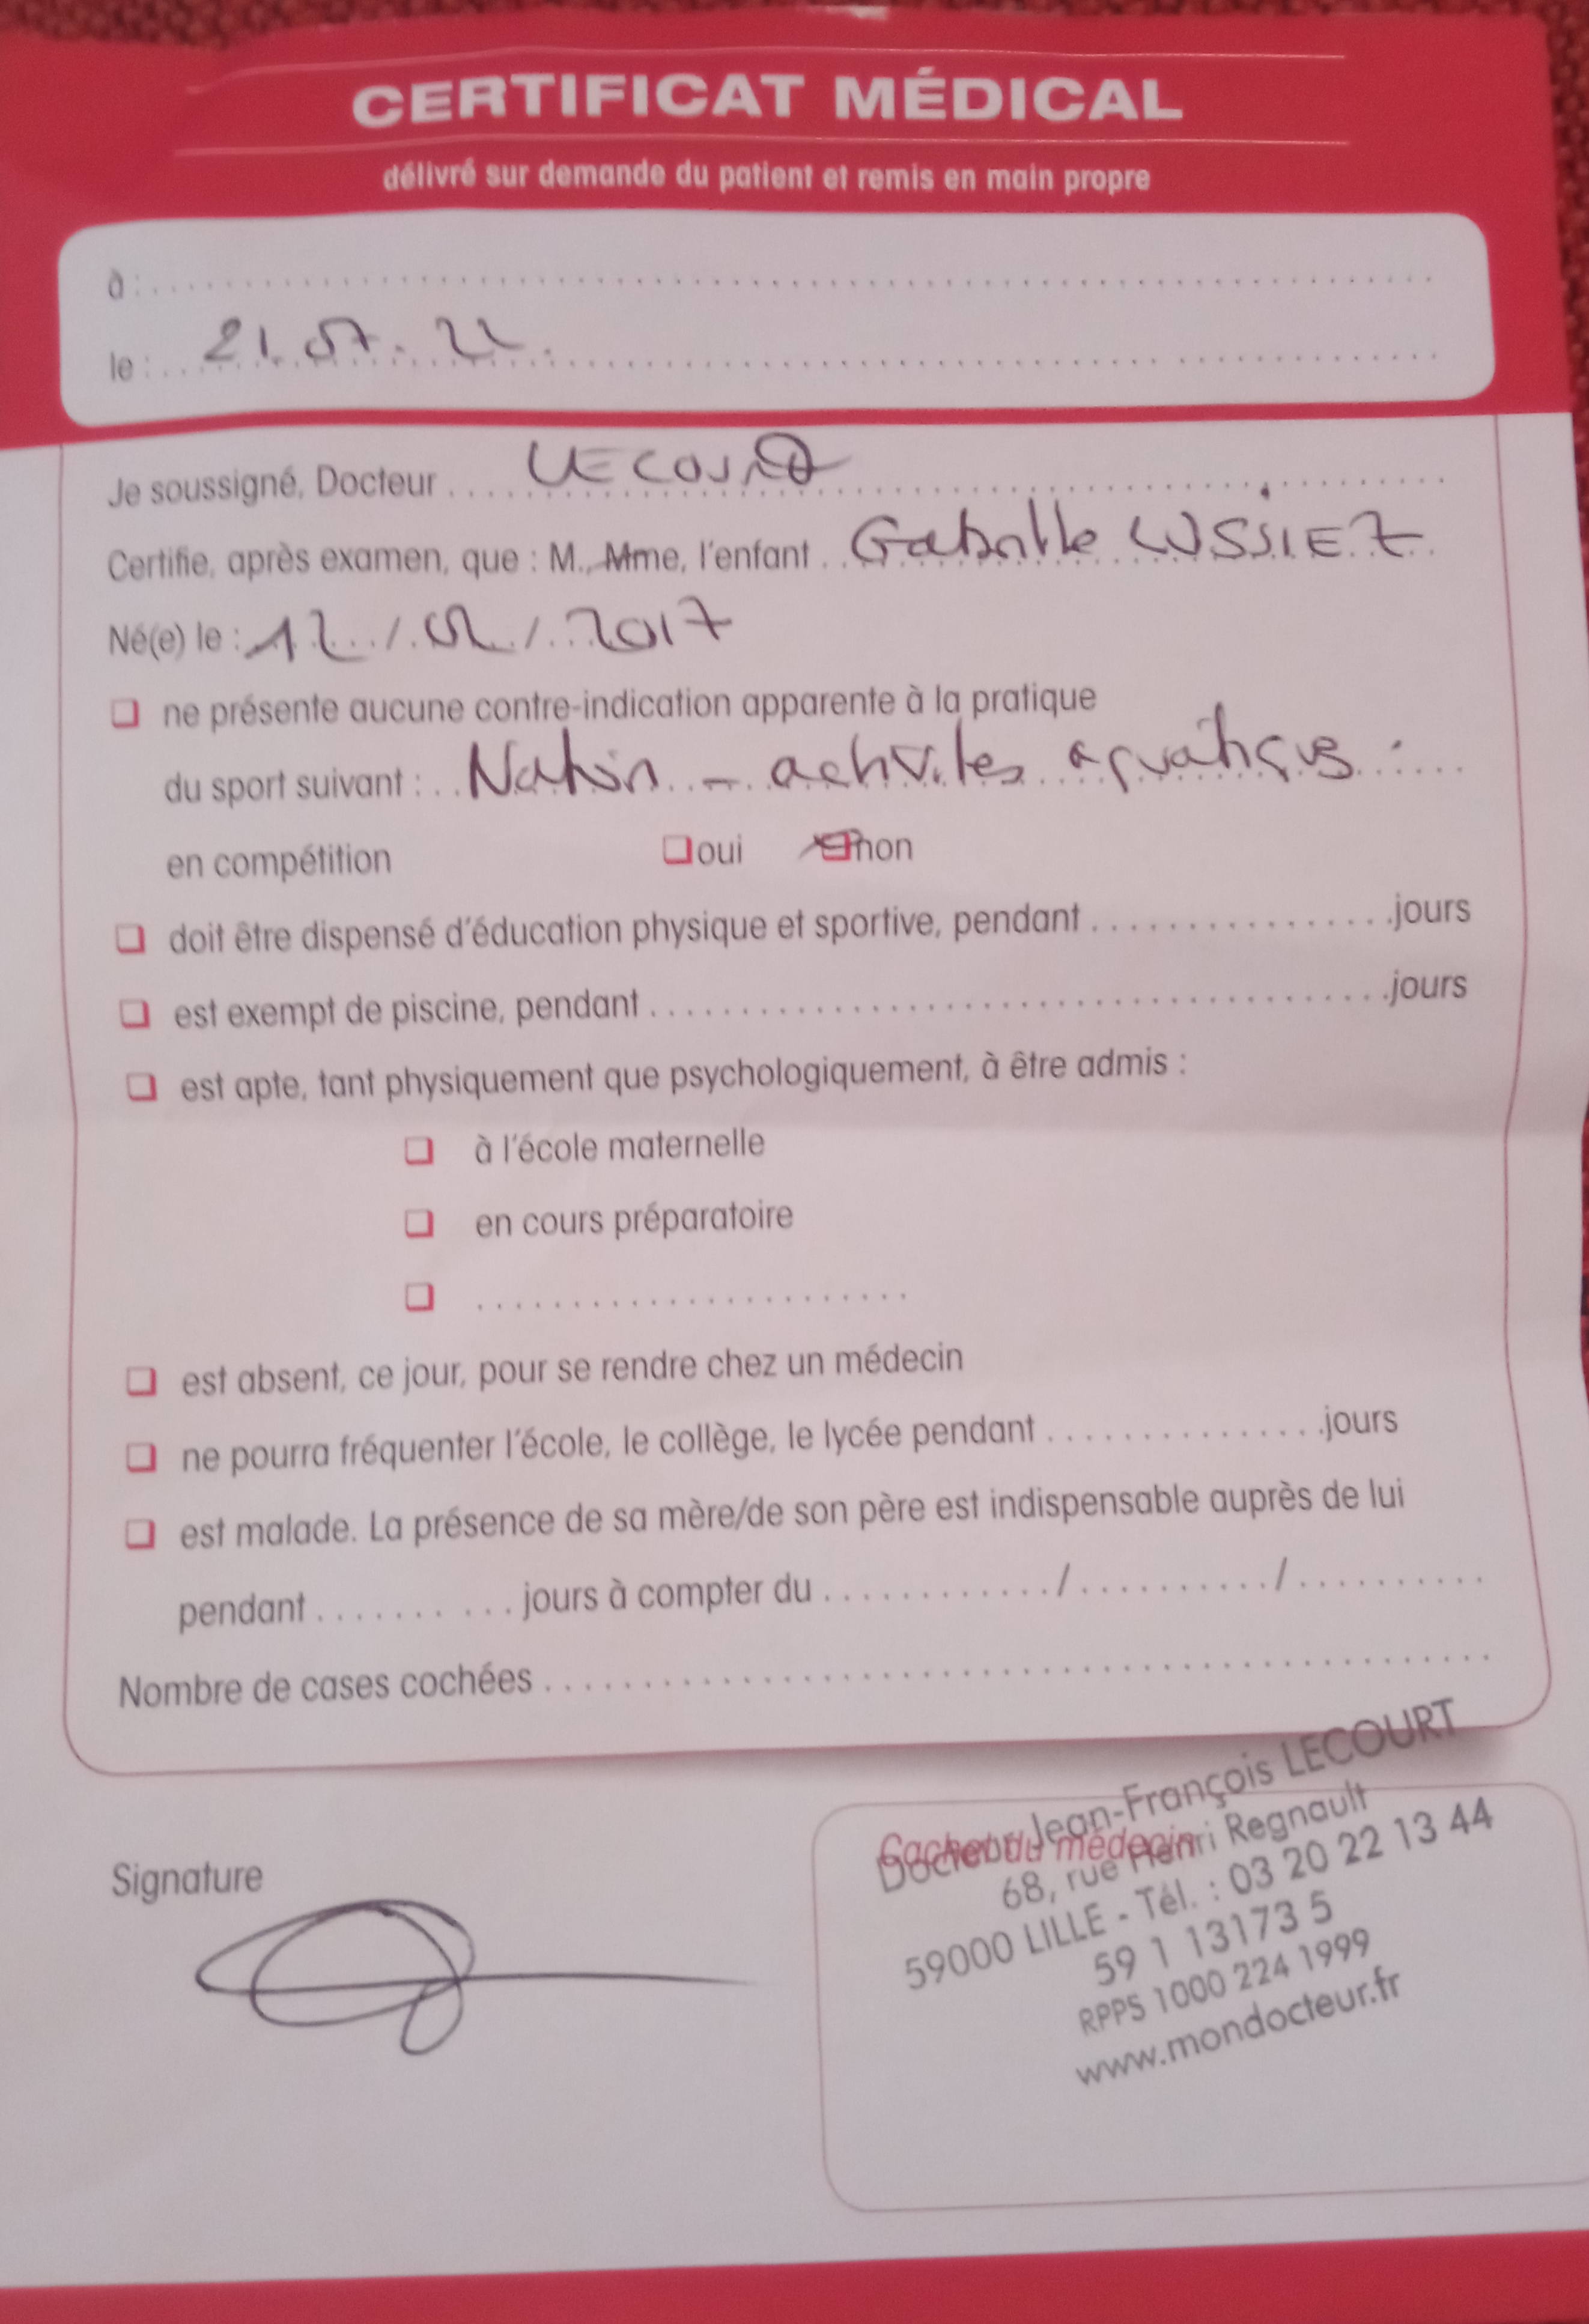 CERTIFICAT MÉDICAL
délivré sur demande du patient et remis en main propre
à :
le : 21.07.22.
Je soussigné, Docteur LECOURT
Certifie, après examen, que : M., Mme, l'enfant Gabrielle LUSSIEZ
Né(e) le : 12 / 02 / 2017
❑ ne présente aucune contre-indication apparente à la pratique
du sport suivant : Natation - activités aquatiques.
en compétition ❑ oui ❑ non
❑ doit être dispensé d'éducation physique et sportive, pendant ................ jours
❑ est exempt de piscine, pendant ................ jours
❑ est apte, tant physiquement que psychologiquement, à être admis :
❑ à l'école maternelle
❑ en cours préparatoire
❑ ........................
❑ est absent, ce jour, pour se rendre chez un médecin
❑ ne pourra fréquenter l'école, le collège, le lycée pendant ............... jours
❑ est malade. La présence de sa mère/de son père est indispensable auprès de lui
pendant .......... jours à compter du ............/........../..........
Nombre de cases cochées ................
Signature
Cachet du médecin
Docteur Jean-François LECOURT
68, rue Henri Regnault
59000 LILLE - Tél. : 03 20 22 13 44
59 1 13173 5
RPPS 1000 224 1999
www.mondocteur.fr